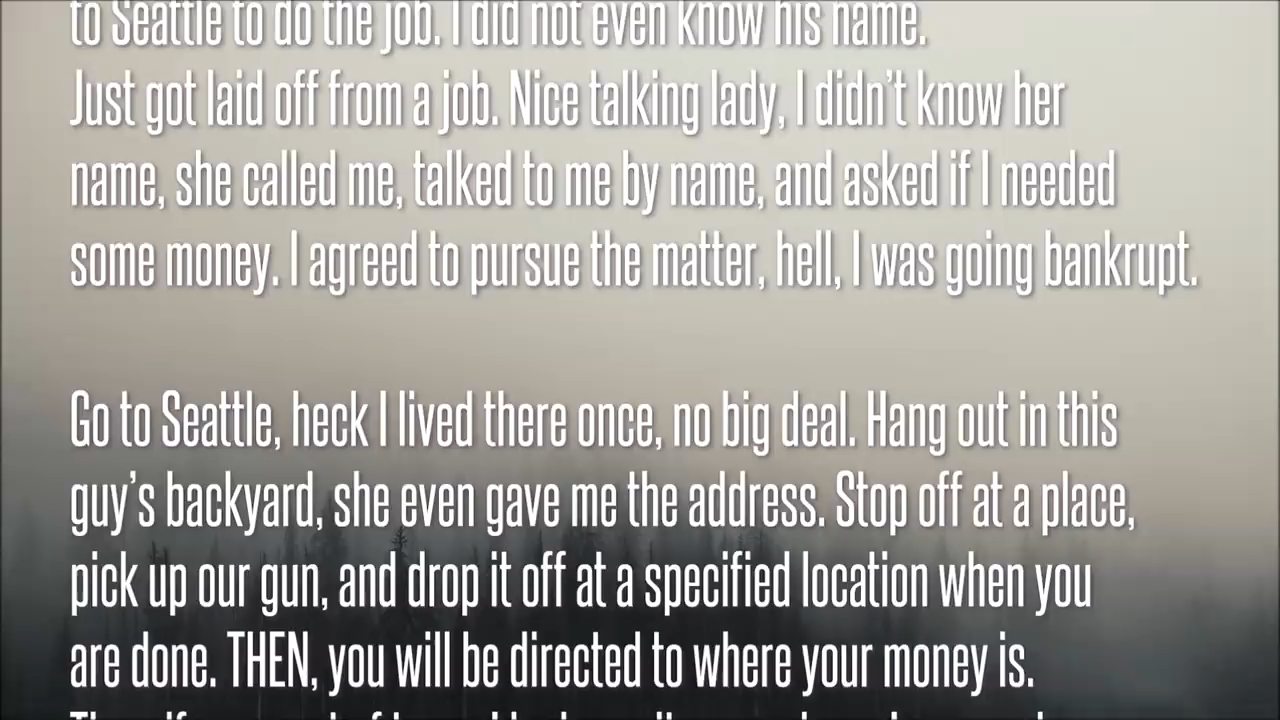 to Seattle to do the job. I did not even know his name.
Just got laid off from a job. Nice talking lady, I didn’t know her
name, she called me, talked to me by name, and asked if I needed
some money. I agreed to pursue the matter, hell, I was going bankrupt.
Go to Seattle, heck I lived there once, no big deal. Hang out in this
guy’s backyard, she even gave me the address. Stop off at a place,
pick up our gun, and drop it off at a specified location when you
are done. THEN, you will be directed to where your money is.